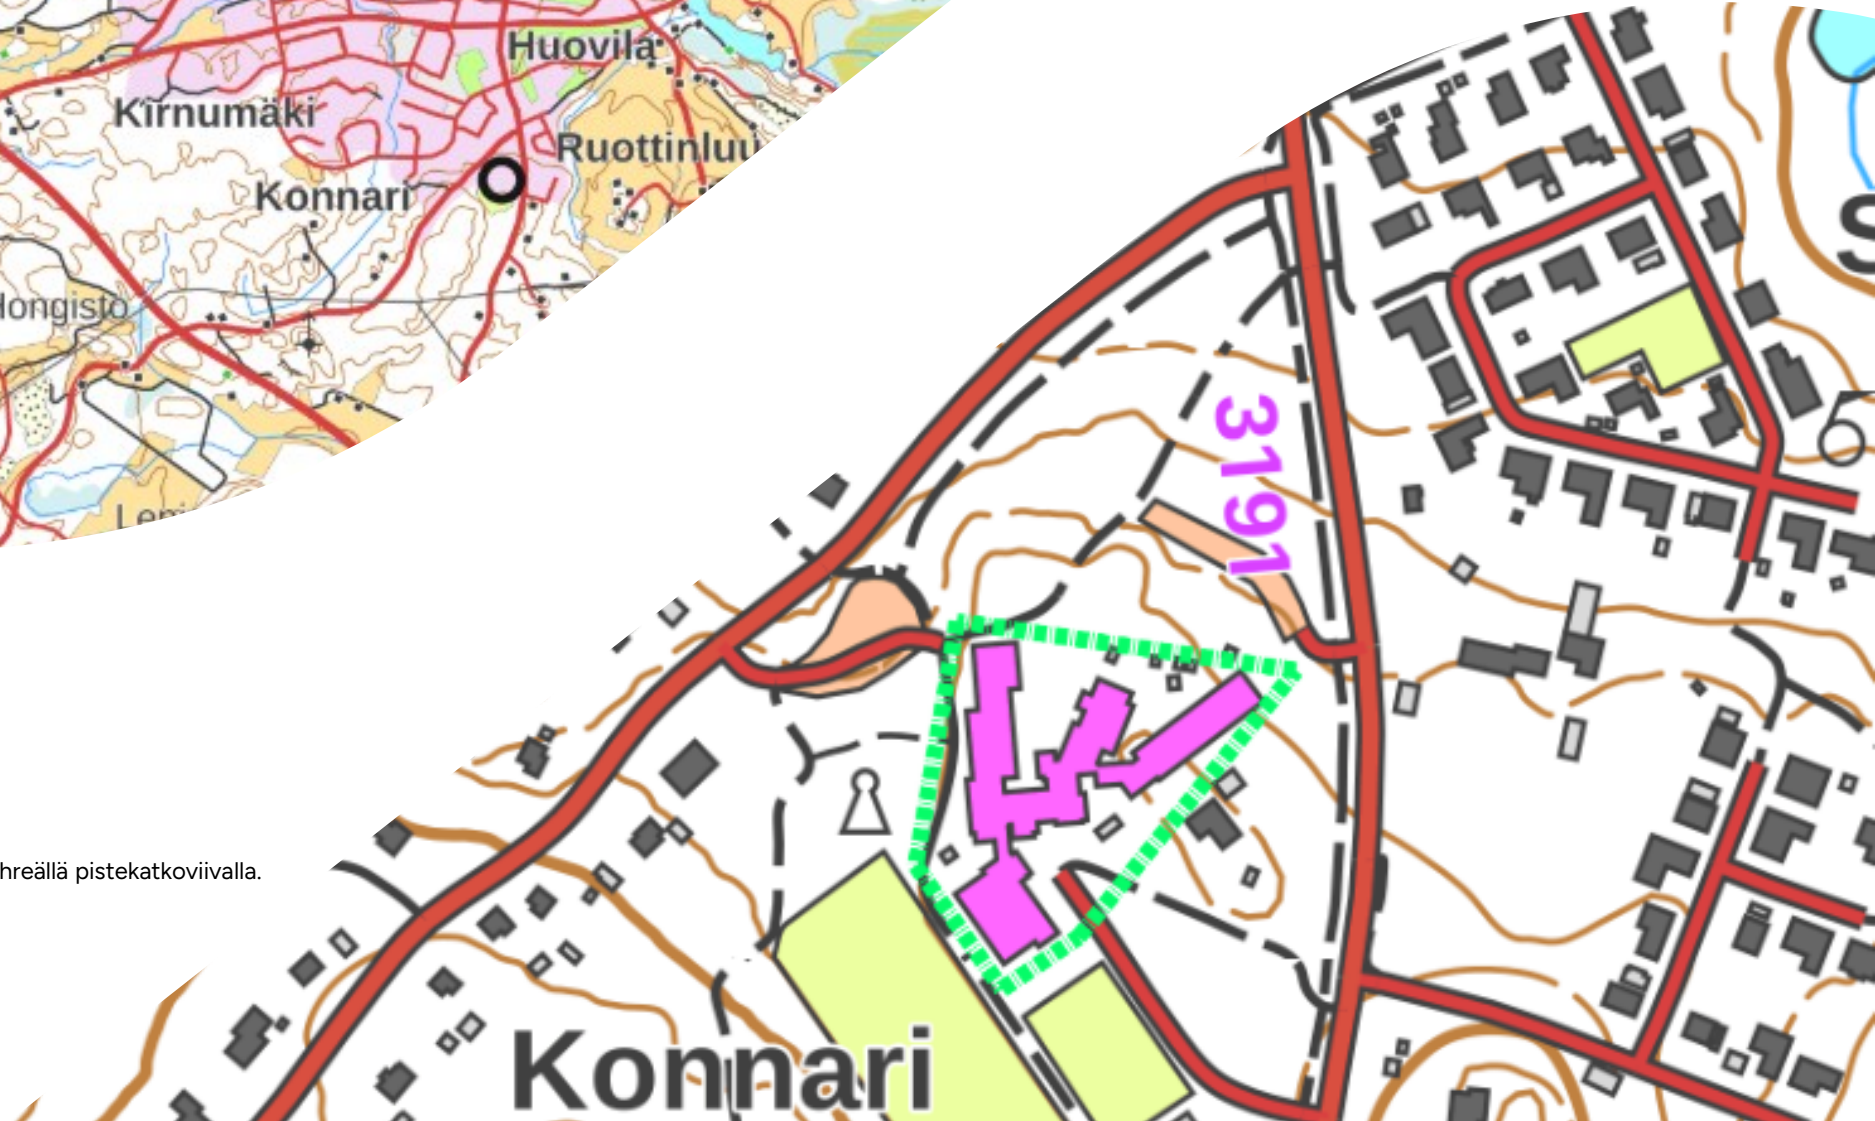 Huovila
Kirnumäki
Ruottinluu
Konnari
Hongisto
3191
hreällä pistekatkoviivalla.
Konnari